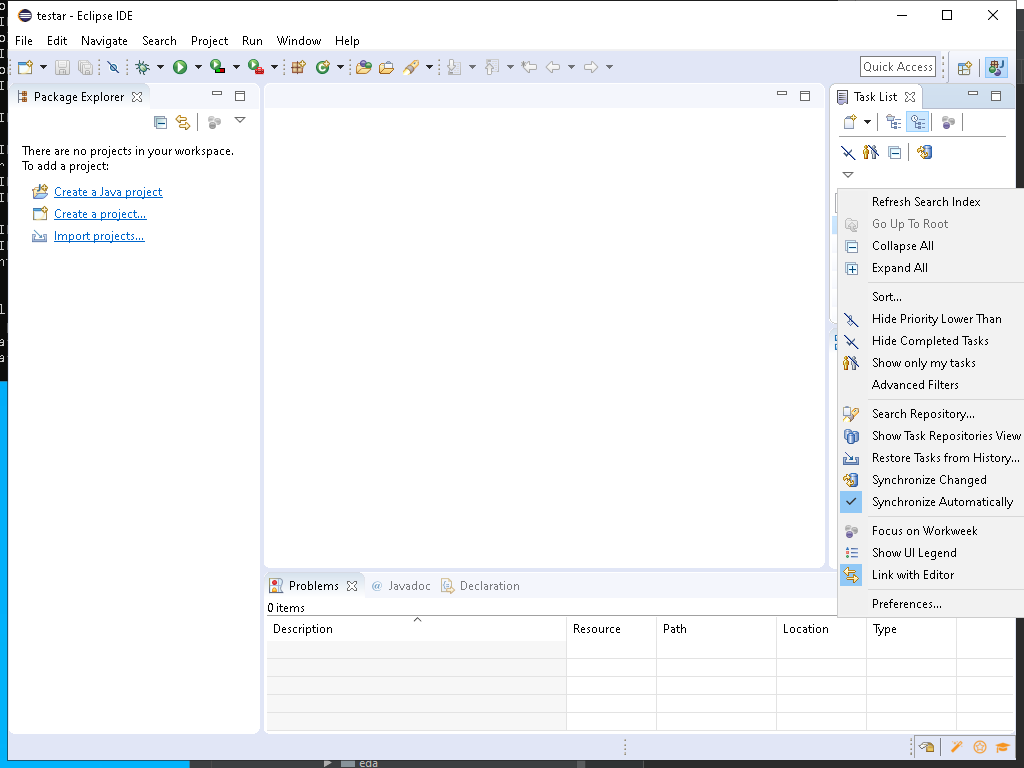 testar - Eclipse IDE
File Edit Navigate Search Project Run Window Help
Quick Access
Package Explorer
Task List
There are no projects in your workspace.
To add a project:
Create a Java project
Create a project...
Import projects...
Refresh Search Index
Go Up To Root
Collapse All
Expand All
Sort...
Hide Priority Lower Than
Hide Completed Tasks
Show only my tasks
Advanced Filters
Search Repository...
Show Task Repositories View
Restore Tasks from History...
Synchronize Changed
Synchronize Automatically
Focus on Workweek
Show UI Legend
Link with Editor
Preferences...
Problems @ Javadoc Declaration
0 items
Description Resource Path Location Type
eda